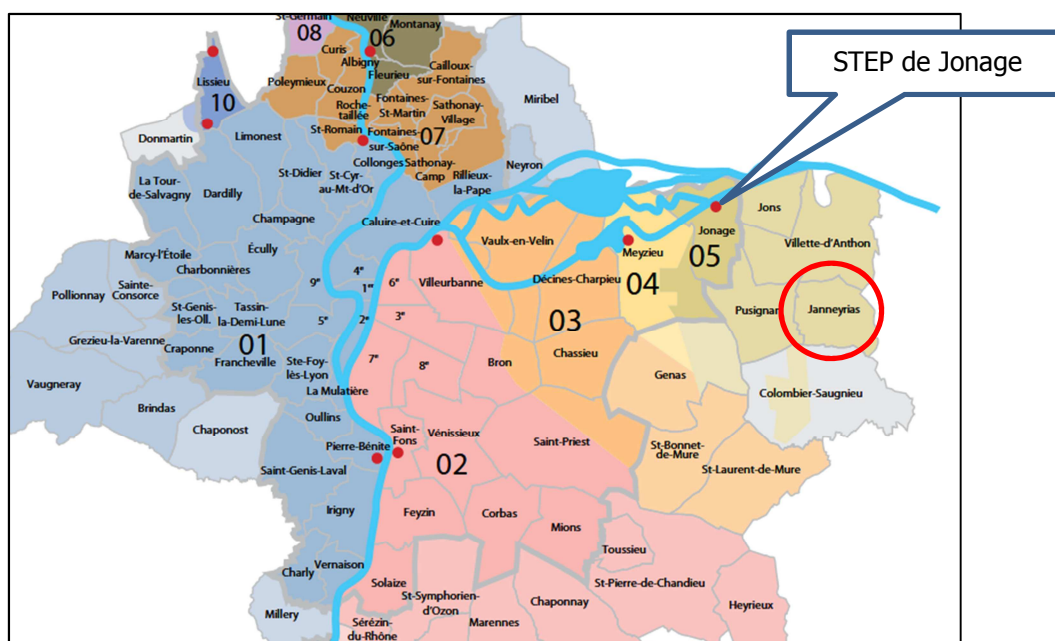 STEP de Jonage
St-Germain
08
Neuville
06
Montanay
Curis
Albigny
Fleurieu
Cailloux-
sur-Fontaines
Lissieu
10
Poleymieux
Couzon
Roche-
taillée
Fontaines-
St-Martin
Sathonay-
Village
Miribel
Donmartin
Limonest
St-Romain
Fontaines-
sur-Saône
07
Collonges
Sathonay-
Camp
Rillieux-
la-Pape
Neyron
La Tour-
de-Salvagny
Dardilly
St-Didier
St-Cyr-
au-Mt-d'Or
Champagne
Caluire-et-Cuire
Vaulx-en-Velin
Meyzieu
04
Jonage
05
Jons
Villette-d'Anthon
Marcy-l'Étoile
Écully
Charbonnières
9e
4e
1er
6e
Villeurbanne
Décines-Charpieu
Pusignan
Janneyrias
Pollionnay
Sainte-
Consorce
St-Genis-
les-Oll.
Tassin-
la-Demi-Lune
5e
2e
3e
03
Grezieu-la-Varenne
Craponne
01
Francheville
Ste-Foy-
lès-Lyon
7e
8e
Bron
Chassieu
Genas
Vaugneray
La Mulatière
Colombier-Saugnieu
Brindas
Chaponost
Oullins
Pierre-Bénite
Saint-
Fons
Vénissieux
02
Saint-Priest
St-Bonnet-
de-Mure
St-Laurent-de-Mure
Saint-Genis-Laval
Irigny
Feyzin
Corbas
Mions
Toussieu
Charly
Vernaison
Solaize
St-Symphorien-
d'Ozon
Chaponnay
St-Pierre-de-Chandieu
Heyrieux
Millery
Sérézin-
du-Rhône
Marennes